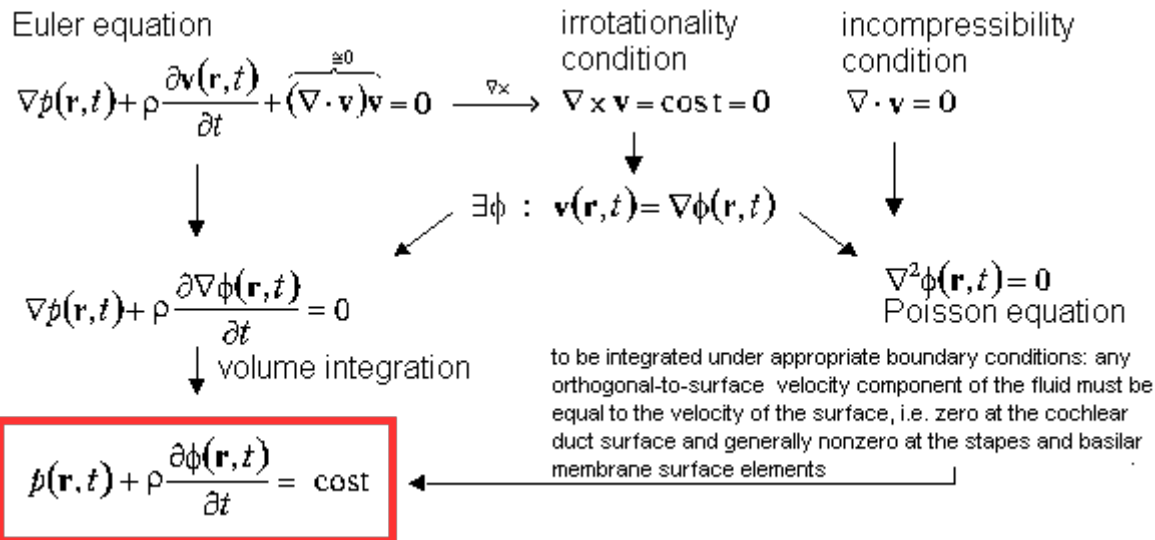 Euler equation
irrotationality
condition
incompressibility
condition
∇p(r,t)+ρ ∂v(r,t)/∂t + (∇·v)v = 0
≅0
∇×
∇ x v = cost = 0
∇·v = 0
∃φ : v(r,t)= ∇φ(r,t)
∇p(r,t)+ρ ∂∇φ(r,t)/∂t = 0
∇²φ(r,t)= 0
Poisson equation
volume integration
to be integrated under appropriate boundary conditions: any
orthogonal-to-surface velocity component of the fluid must be
equal to the velocity of the surface, i.e. zero at the cochlear
duct surface and generally nonzero at the stapes and basilar
membrane surface elements
p(r,t)+ρ ∂φ(r,t)/∂t = cost